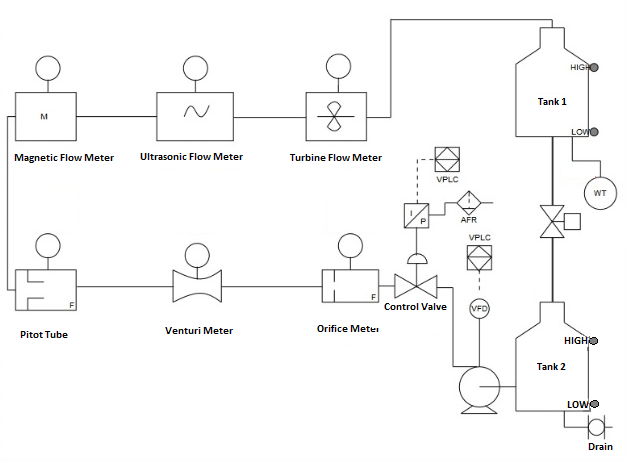 HIGH
Tank 1
LOW
M
Magnetic Flow Meter
Ultrasonic Flow Meter
Turbine Flow Meter
VPLC
WT
I
P
AFR
VPLC
Control Valve
VFD
F
F
Pitot Tube
Venturi Meter
Orifice Meter
HIGH
Tank 2
LOW
Drain